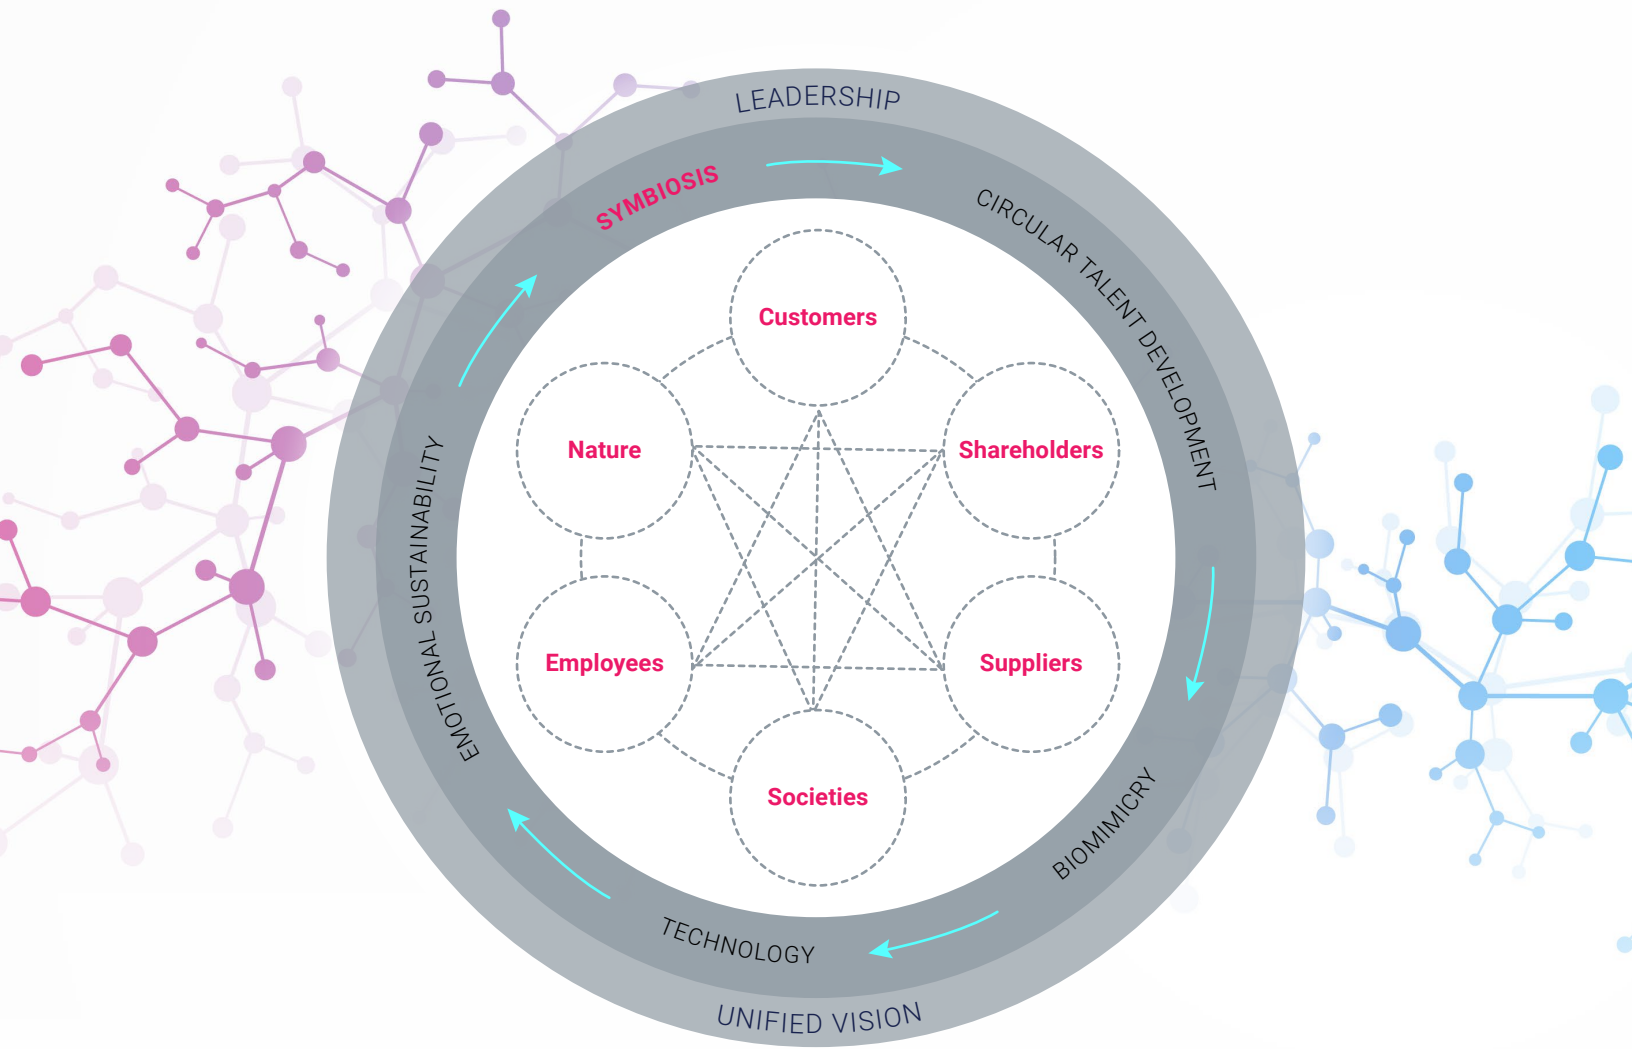 LEADERSHIP
SYMBIOSIS
CIRCULAR TALENT DEVELOPMENT
BIOMIMICRY
TECHNOLOGY
EMOTIONAL SUSTAINABILITY
Customers
Nature
Shareholders
Employees
Suppliers
Societies
UNIFIED VISION